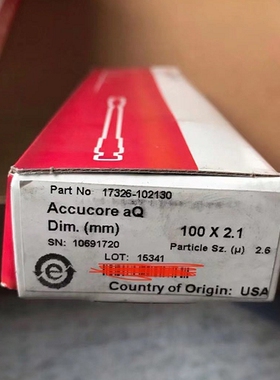 Part No 17326-102130
Accucore aQ
Dim. (mm) 100 X 2.1
SN: 10691720 Particle Sz. (µ) 2.6
LOT: 15341
Country of Origin: USA